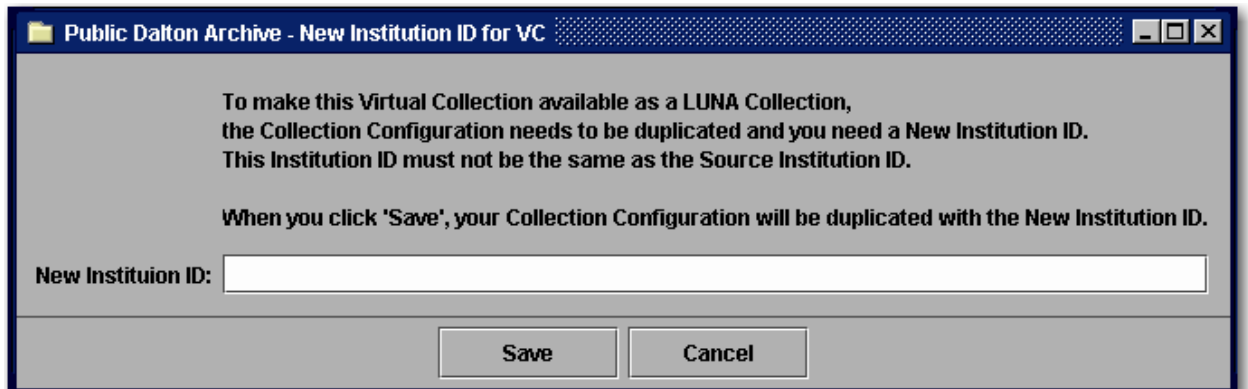 Public Dalton Archive - New Institution ID for VC
To make this Virtual Collection available as a LUNA Collection,
the Collection Configuration needs to be duplicated and you need a New Institution ID.
This Institution ID must not be the same as the Source Institution ID.
When you click 'Save', your Collection Configuration will be duplicated with the New Institution ID.
New Instituion ID:
Save Cancel